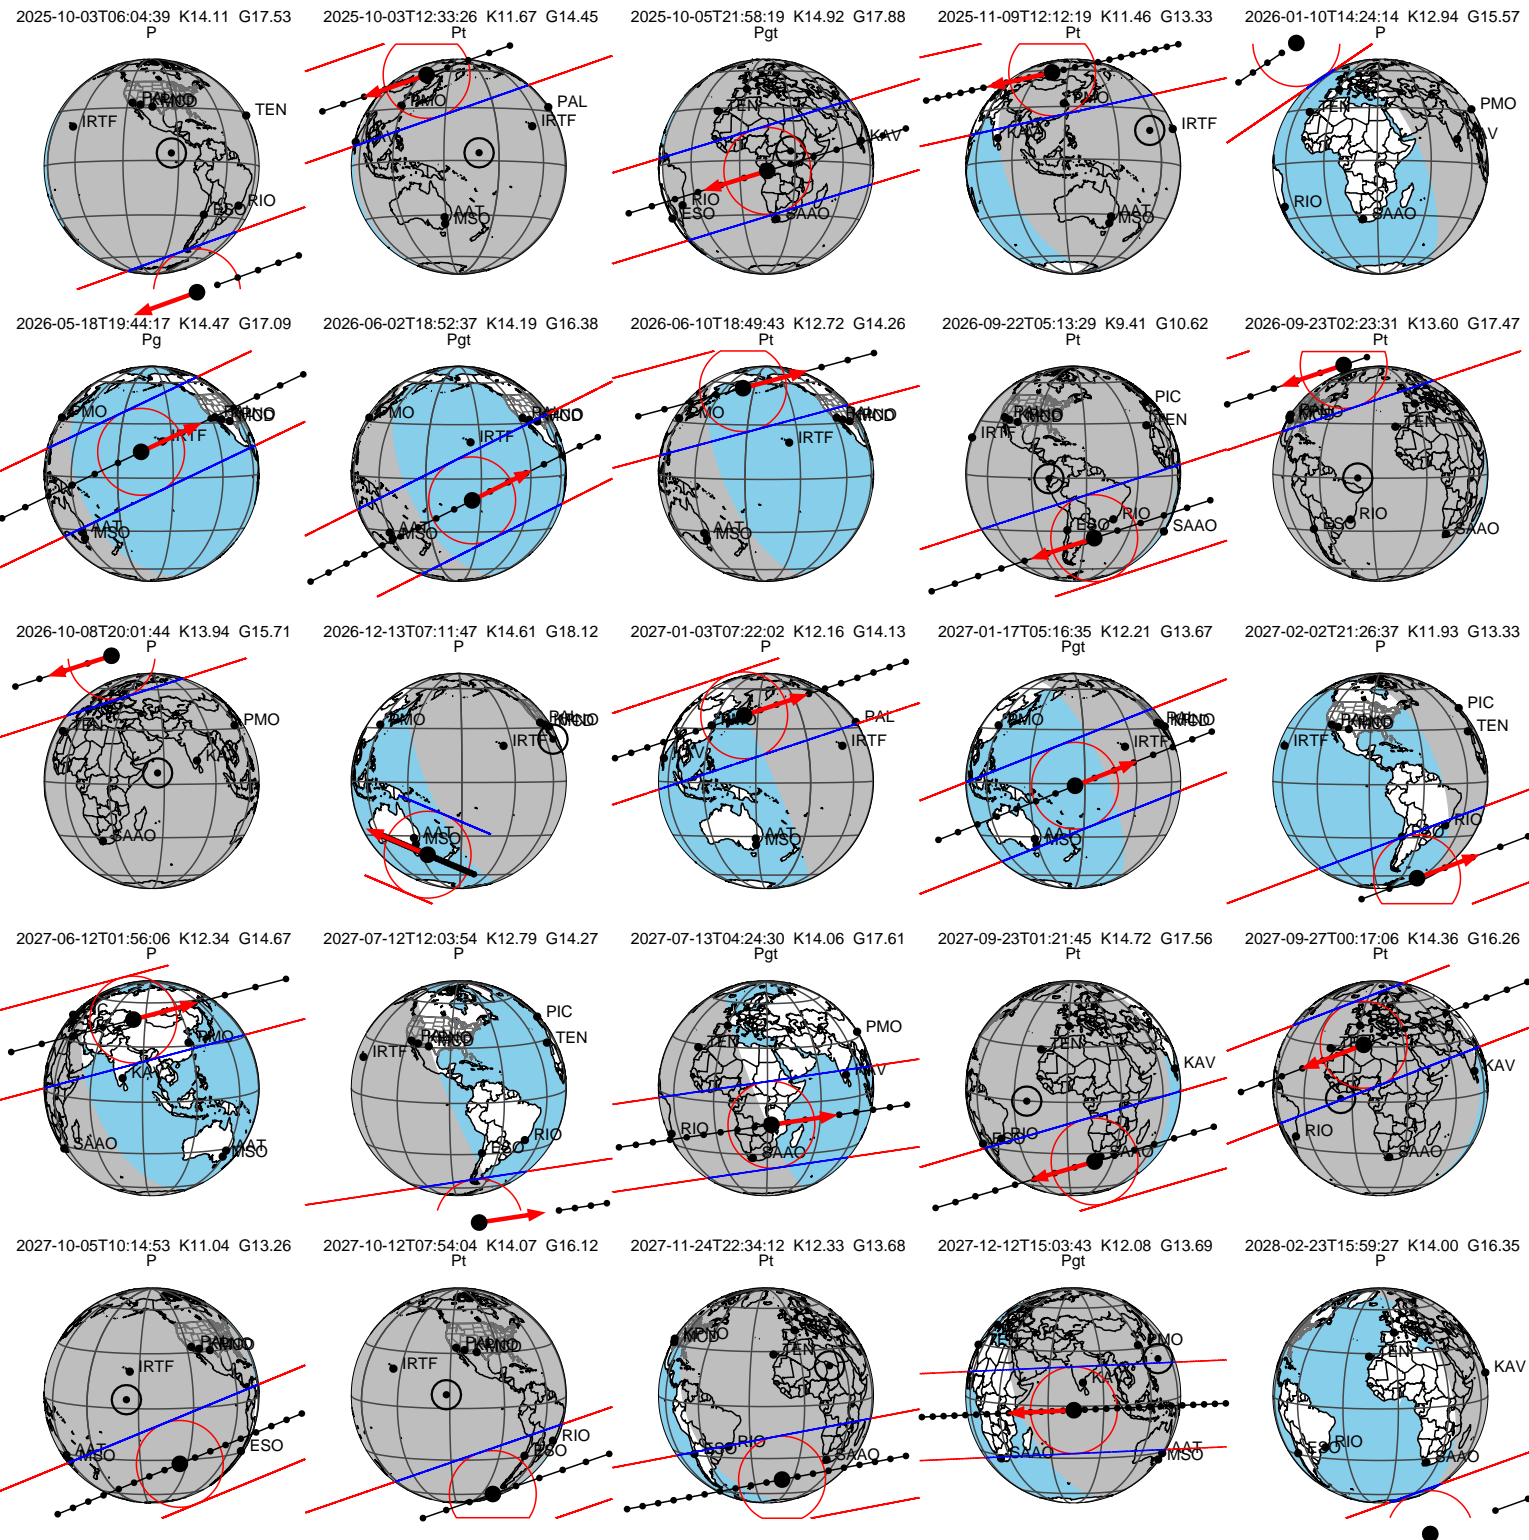 2025-10-03T06:04:39 K14.11 G17.53
P
2025-10-03T12:33:26 K11.67 G14.45
Pt
2025-10-05T21:58:19 K14.92 G17.88
Pgt
2025-11-09T12:12:19 K11.46 G13.33
Pt
2026-01-10T14:24:14 K12.94 G15.57
P
IRTF
TEN
ESO
RIO
PMO
PAL
IRTF
AAT
MSO
TEN
KAV
RIO
ESO
SAAO
PMO
IRTF
KAV
AAT
MSO
TEN
PMO
RIO
SAAO
2026-05-18T19:44:17 K14.47 G17.09
Pg
2026-06-02T18:52:37 K14.19 G16.38
Pgt
2026-06-10T18:49:43 K12.72 G14.26
Pt
2026-09-22T05:13:29 K9.41 G10.62
Pt
2026-09-23T02:23:31 K13.60 G17.47
Pt
PMO
IRTF
AAT
MSO
PMO
IRTF
AAT
MSO
PMO
IRTF
AAT
MSO
PIC
TEN
IRTF
ESO
RIO
SAAO
TEN
ESO
RIO
SAAO
2026-10-08T20:01:44 K13.94 G15.71
P
2026-12-13T07:11:47 K14.61 G18.12
P
2027-01-03T07:22:02 K12.16 G14.13
P
2027-01-17T05:16:35 K12.21 G13.67
Pgt
2027-02-02T21:26:37 K11.93 G13.33
P
TEN
PMO
KAV
SAAO
PMO
IRTF
AAT
MSO
PMO
PAL
IRTF
KAV
AAT
MSO
PMO
IRTF
AAT
MSO
PIC
TEN
IRTF
ESO
RIO
2027-06-12T01:56:06 K12.34 G14.67
P
2027-07-12T12:03:54 K12.79 G14.27
P
2027-07-13T04:24:30 K14.06 G17.61
Pgt
2027-09-23T01:21:45 K14.72 G17.56
Pt
2027-09-27T00:17:06 K14.36 G16.26
Pt
PMO
KAV
SAAO
AAT
MSO
PIC
TEN
IRTF
RIO
ESO
TEN
PMO
KAV
RIO
SAAO
TEN
KAV
ESO
RIO
SAAO
TEN
KAV
RIO
SAAO
2027-10-05T10:14:53 K11.04 G13.26
P
2027-10-12T07:54:04 K14.07 G16.12
Pt
2027-11-24T22:34:12 K12.33 G13.68
Pt
2027-12-12T15:03:43 K12.08 G13.69
Pgt
2028-02-23T15:59:27 K14.00 G16.35
P
IRTF
ESO
AAT
MSO
IRTF
RIO
ESO
TEN
ESO
RIO
SAAO
TEN
PMO
KAV
SAAO
AAT
MSO
TEN
KAV
ESO
RIO
SAAO